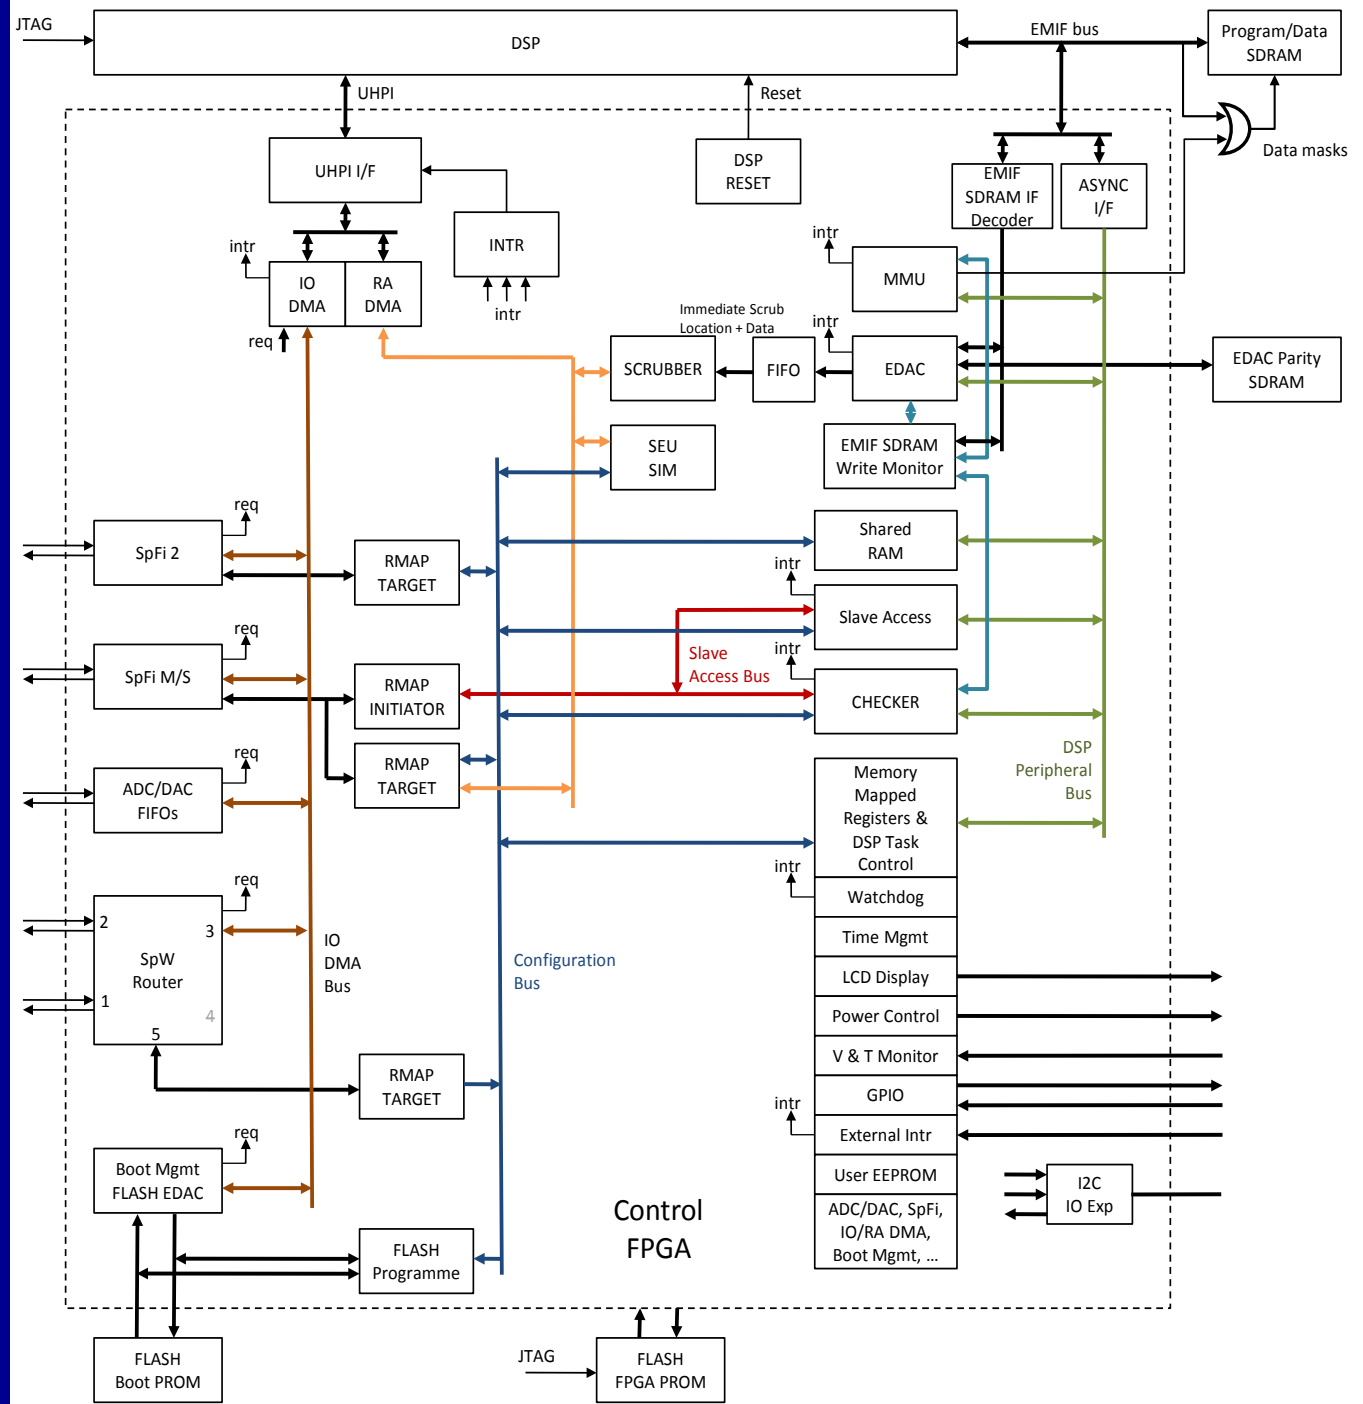 JTAG
DSP
EMIF bus
Program/Data
SDRAM
UHPI
Reset
Data masks
UHPI I/F
DSP
RESET
EMIF
SDRAM IF
Decoder
ASYNC
I/F
INTR
intr
intr
IO
DMA
RA
DMA
req
intr
MMU
Immediate Scrub
Location + Data
intr
SCRUBBER
FIFO
EDAC
EDAC Parity
SDRAM
SEU
SIM
EMIF SDRAM
Write Monitor
req
SpFi 2
RMAP
TARGET
Shared
RAM
intr
Slave Access
req
SpFi M/S
RMAP
INITIATOR
Slave
Access Bus
intr
CHECKER
RMAP
TARGET
req
ADC/DAC
FIFOs
DSP
Peripheral
Bus
Memory
Mapped
Registers &
DSP Task
Control
intr
Watchdog
Time Mgmt
LCD Display
Power Control
V & T Monitor
GPIO
intr
External Intr
User EEPROM
ADC/DAC, SpFi,
IO/RA DMA,
Boot Mgmt, ...
req
2
3
SpW
Router
1
4
5
IO
DMA
Bus
Configuration
Bus
RMAP
TARGET
req
Boot Mgmt
FLASH EDAC
I2C
IO Exp
Control
FPGA
FLASH
Programme
FLASH
Boot PROM
JTAG
FLASH
FPGA PROM